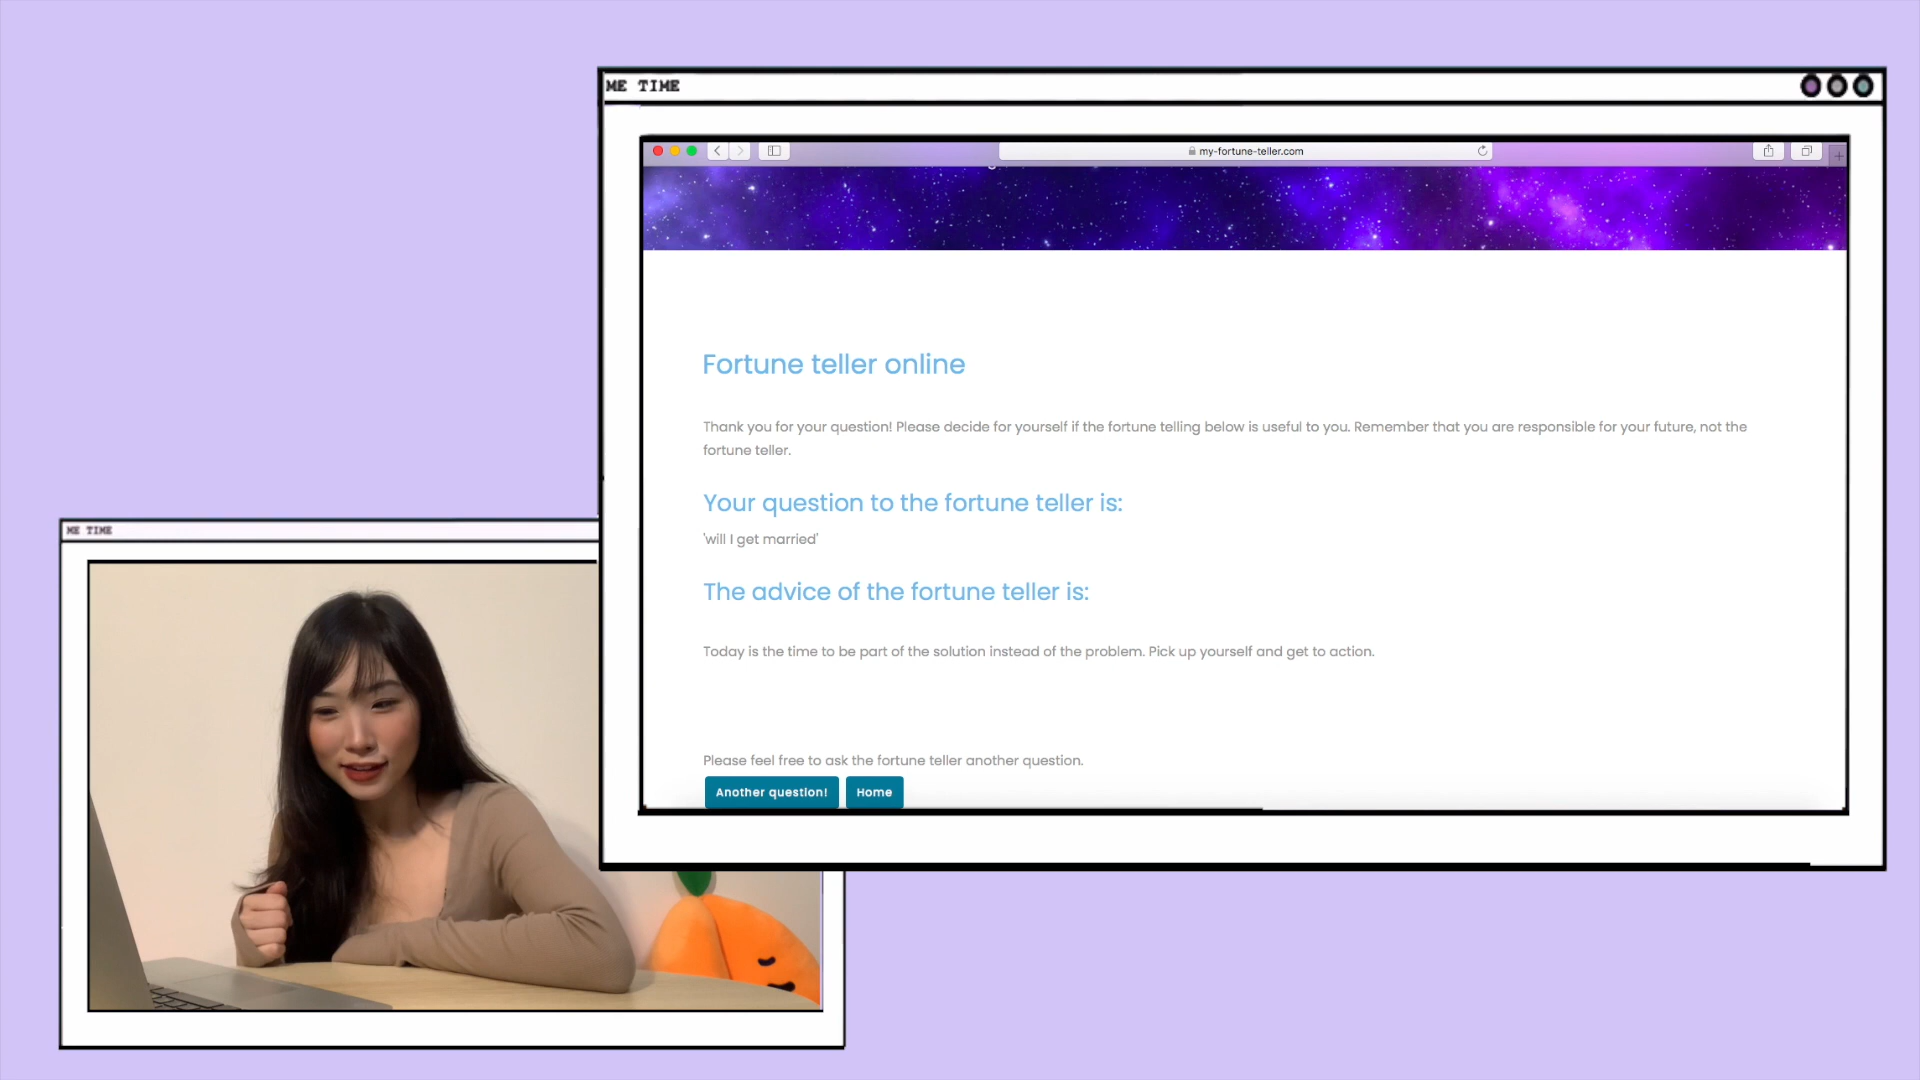 ME TIME
my-fortune-teller.com
Fortune teller online
Thank you for your question! Please decide for yourself if the fortune telling below is useful to you. Remember that you are responsible for your future, not the
fortune teller.
Your question to the fortune teller is:
'will I get married'
The advice of the fortune teller is:
Today is the time to be part of the solution instead of the problem. Pick up yourself and get to action.
Please feel free to ask the fortune teller another question.
Another question! Home
ME TIME